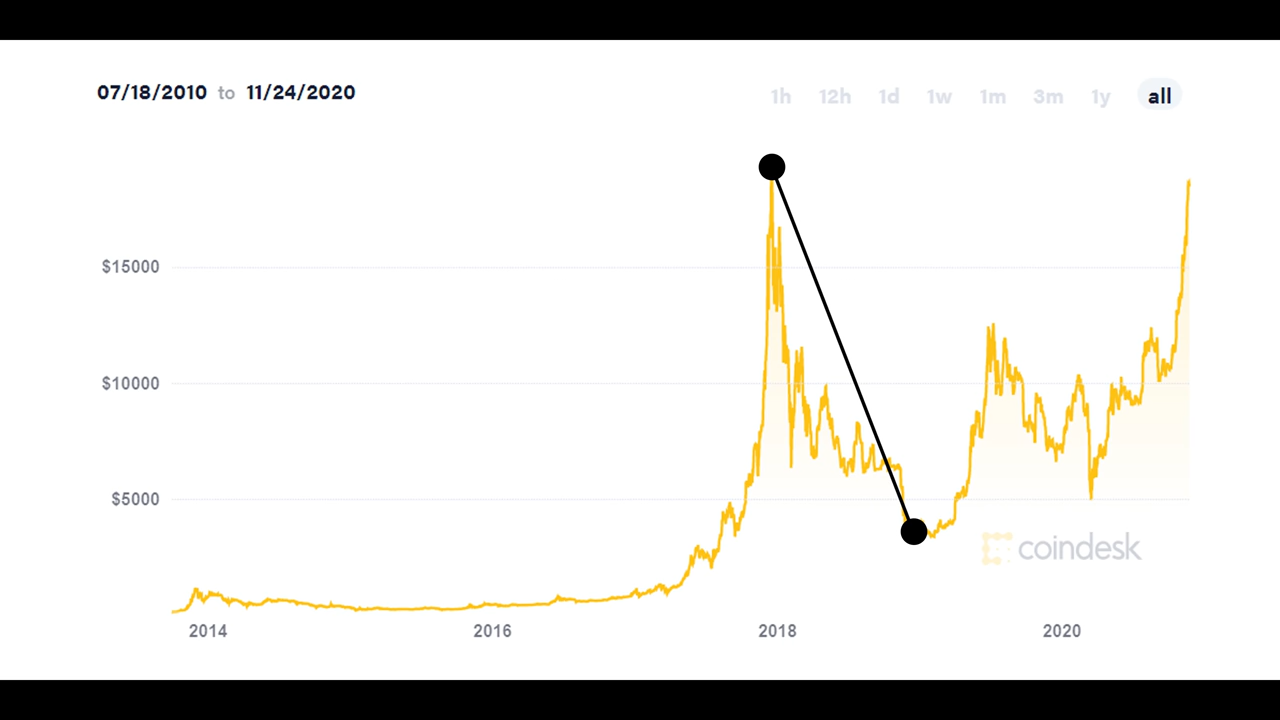 07/18/2010 to 11/24/2020
1h 12h 1d 1w 1m 3m 1y all
$15000
$10000
$5000
coindesk
2014 2016 2018 2020